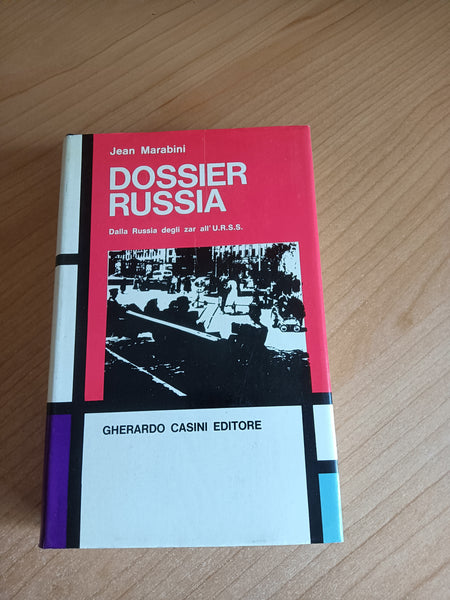 Jean Marabini
DOSSIER
RUSSIA
Dalla Russia degli zar all'U.R.S.S.
GHERARDO CASINI EDITORE